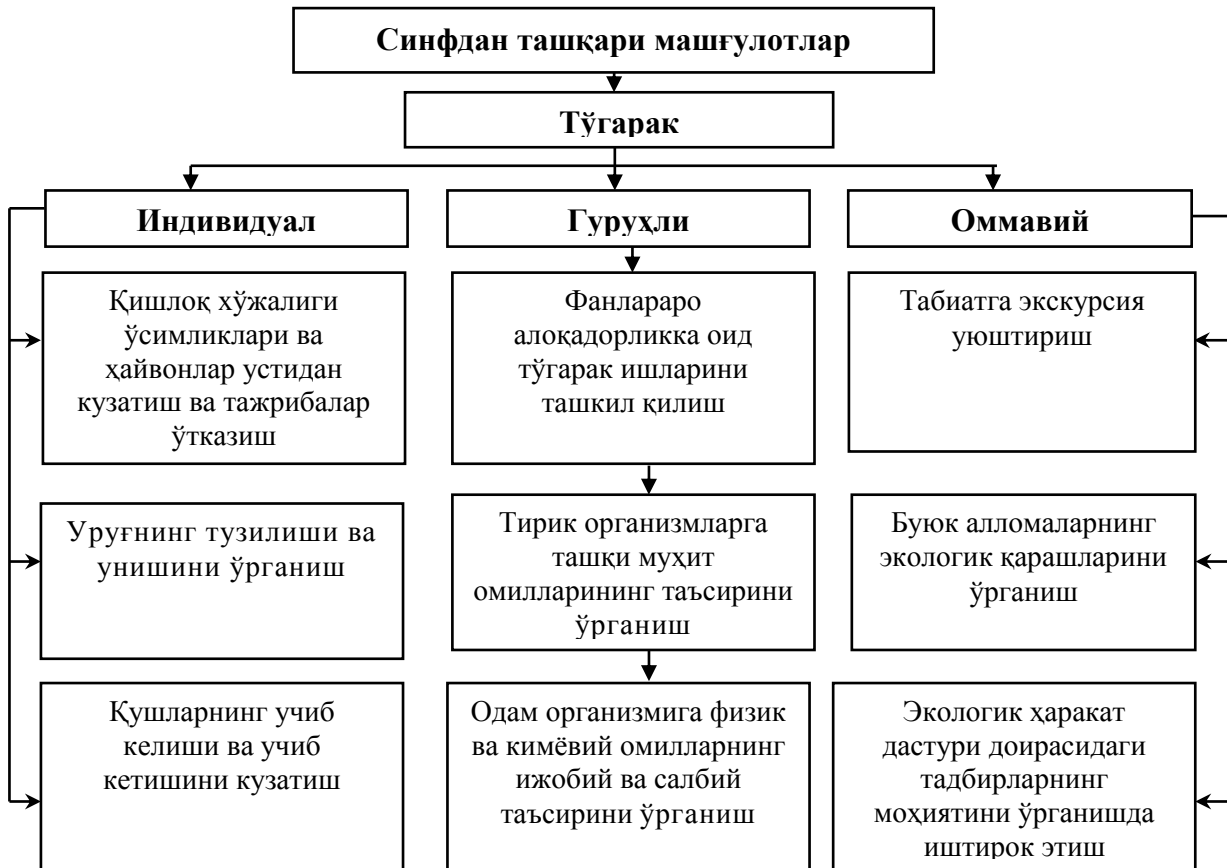 Синфдан ташқари машғулотлар
Тўгарак
Индивидуал
Гуруҳли
Оммавий
Қишлоқ хўжалиги
ўсимликлари ва
ҳайвонлар устидан
кузатиш ва тажрибалар
ўтказиш
Фанлараро
алоқадорликка оид
тўгарак ишларини
ташкил қилиш
Табиатга экскурсия
уюштириш
Уруғнинг тузилиши ва
унишини ўрганиш
Тирик организмларга
ташқи муҳит
омилларининг таъсирини
ўрганиш
Буюк алломаларнинг
экологик қарашларини
ўрганиш
Қушларнинг учиб
келиши ва учиб
кетишини кузатиш
Одам организмига физик
ва кимёвий омилларнинг
ижобий ва салбий
таъсирини ўрганиш
Экологик ҳаракат
дастури доирасидаги
тадбирларнинг
моҳиятини ўрганишда
иштирок этиш